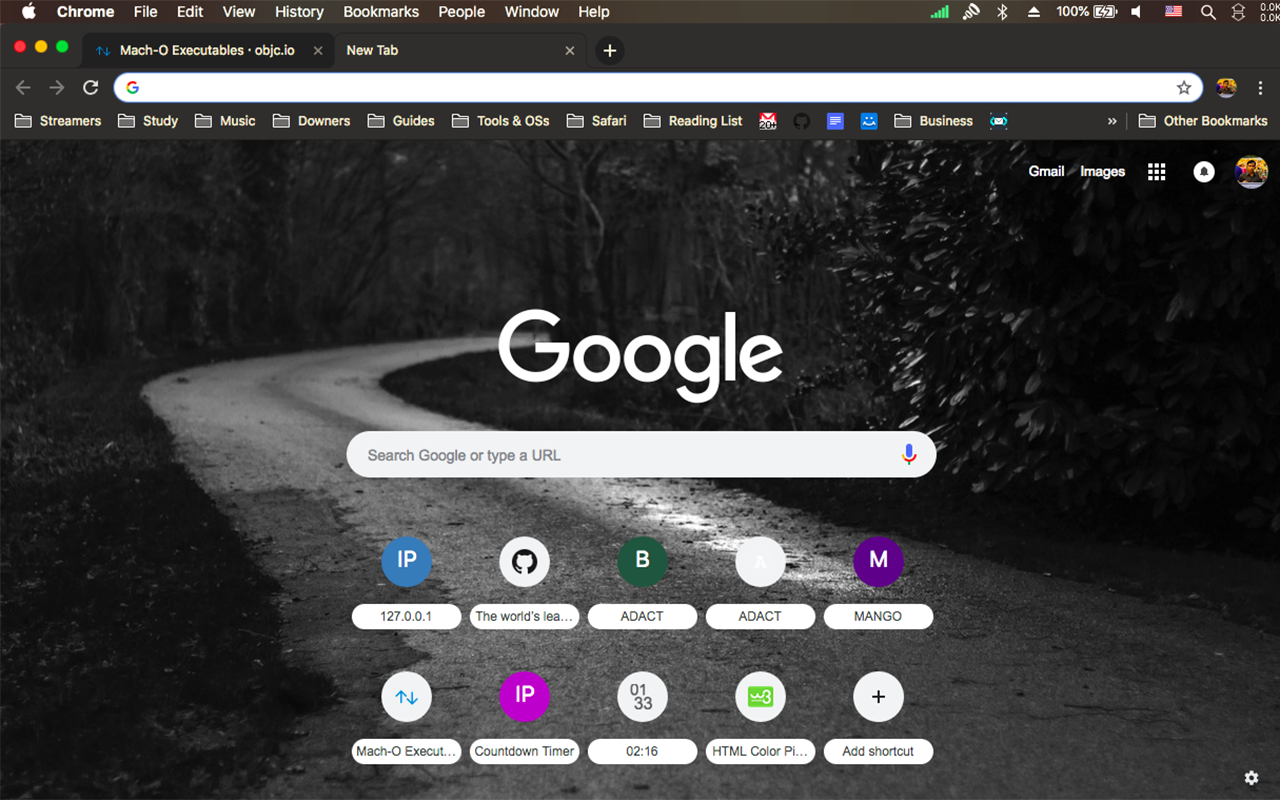 Chrome File Edit View History Bookmarks People Window Help 100% 0.0K
0.0K
Mach-O Executables · objc.io New Tab
G
Streamers Study Music Downers Guides Tools & OSs Safari Reading List 20+ Business » Other Bookmarks
Gmail Images
Google
Search Google or type a URL
IP B A M
127.0.0.1 The world's lea... ADACT ADACT MANGO
IP 01
33 w3
Mach-O Execut... Countdown Timer 02:16 HTML Color Pi... Add shortcut